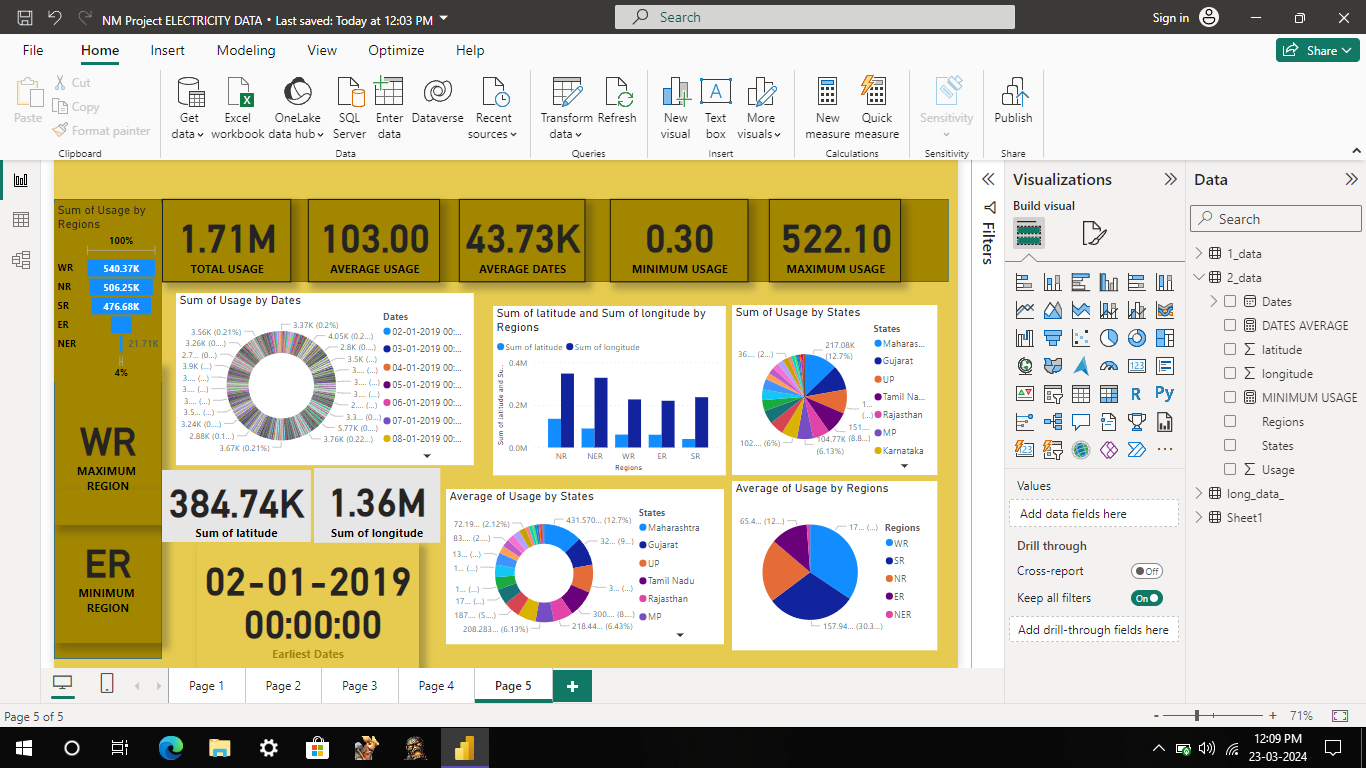 NM Project ELECTRICITY DATA • Last saved: Today at 12:03 PM
Search
Sign in
File
Home
Insert
Modeling
View
Optimize
Help
Share
Paste
Cut
Copy
Format painter
Clipboard
Get data
Excel workbook
OneLake data hub
SQL Server
Enter data
Dataverse
Recent sources
Data
Transform data
Refresh
Queries
New visual
Text box
More visuals
Insert
New measure
Quick measure
Calculations
Sensitivity
Sensitivity
Publish
Share
Sum of Usage by
Regions
100%
WR 540.37K
NR 506.25K
SR 476.68K
ER
NER 21.71K
4%
WR
MAXIMUM
REGION
ER
MINIMUM
REGION
1.71M
TOTAL USAGE
103.00
AVERAGE USAGE
43.73K
AVERAGE DATES
0.30
MINIMUM USAGE
522.10
MAXIMUM USAGE
Sum of Usage by Dates
3.37K (0.2%)
4.05K (0.2...)
2.8K (0....)
3.5K (...)
3.... (...)
3.... (...)
3.... (...)
2.... (...)
3.3... (0...)
5.77K (0...)
3.76K (0.22...)
3.67K (0.21%)
2.88K (0.1...)
3.24K (0...)
3.5... (...)
3.... (...)
3.... (...)
3.9K (...)
2.7... (...)
3.26K (0...)
3.56K (0.21%)
Dates
02-01-2019 00:...
03-01-2019 00:...
04-01-2019 00:...
05-01-2019 00:...
06-01-2019 00:...
07-01-2019 00:...
08-01-2019 00:...
Sum of latitude and Sum of longitude by
Regions
Sum of latitude Sum of longitude
Sum of latitude and Su...
0.4M
0.2M
0.0M
NR NER WR ER SR
Regions
Sum of Usage by States
217.08K
(12.7%)
1...
(...)
151...
(8.8...)
104.77K
(6.13%)
102... (6%)
36... (2...)
States
Maharas...
Gujarat
UP
Tamil Na...
Rajasthan
MP
Karnataka
384.74K
Sum of latitude
1.36M
Sum of longitude
02-01-2019
00:00:00
Earliest Dates
Average of Usage by States
431.570... (12.7%)
32... (9...)
3... (...)
300.... (8....)
218.44... (6.43%)
208.283... (6.13%)
187.... (5....)
17... (...)
1... (...)
1... (...)
13... (...)
83.... (2....)
72.19... (2.12%)
States
Maharashtra
Gujarat
UP
Tamil Nadu
Rajasthan
MP
Average of Usage by Regions
17... (...)
157.94... (30.3...)
65.4... (12...)
Regions
WR
SR
NR
ER
NER
Filters
Visualizations
Build visual
123
R
Py
123
Values
Add data fields here
Drill through
Cross-report
Off
Keep all filters
On
Add drill-through fields here
Data
Search
1_data
2_data
Dates
DATES AVERAGE
latitude
longitude
MINIMUM USAGE
Regions
States
Usage
long_data_
Sheet1
Page 1
Page 2
Page 3
Page 4
Page 5
Page 5 of 5
71%
12:09 PM
23-03-2024